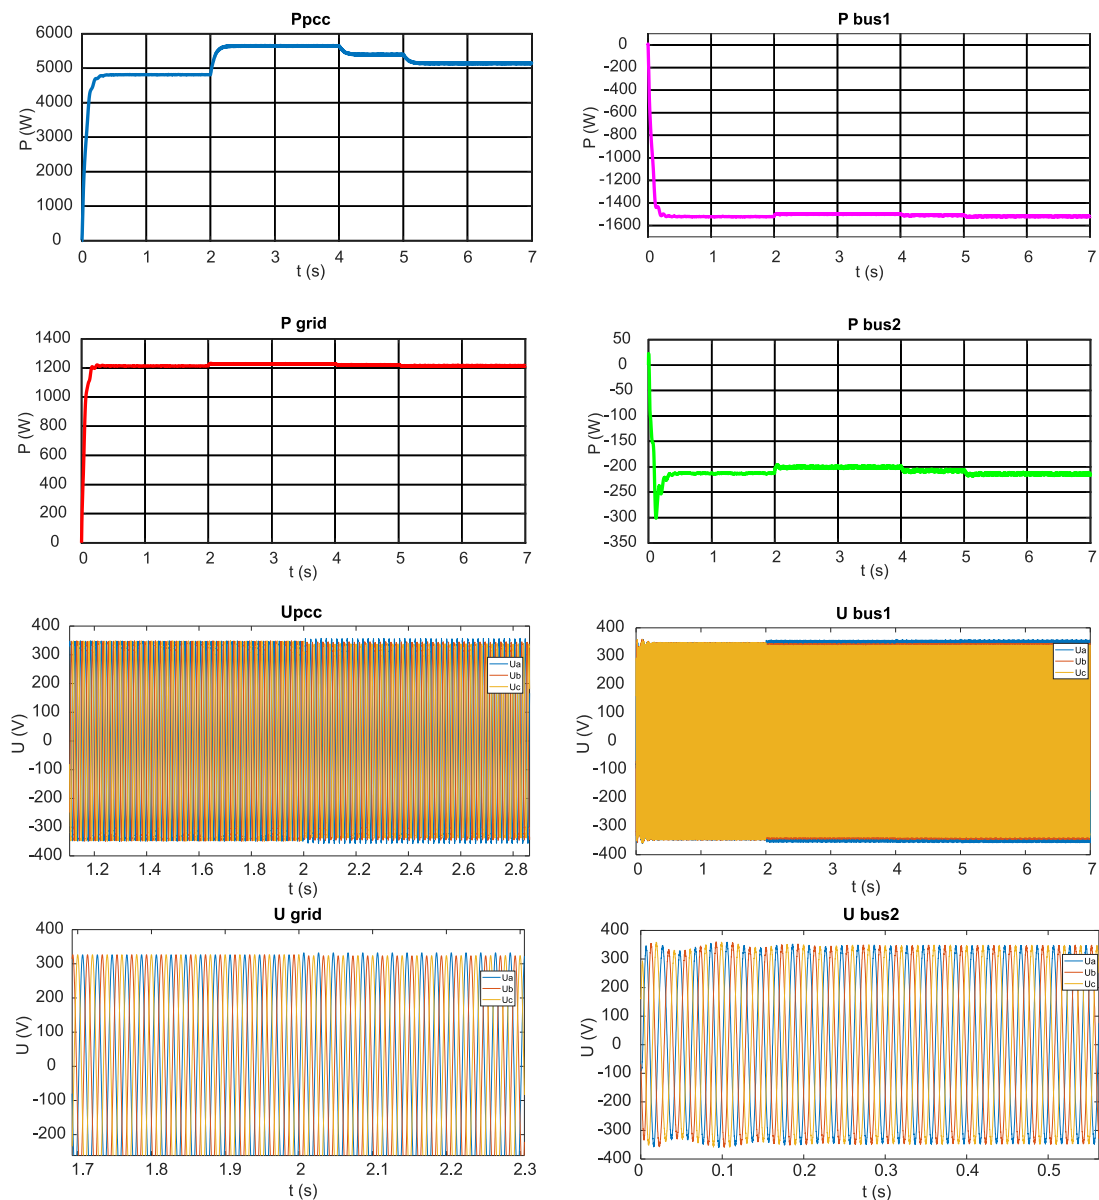 Ppcc
6000
5000
4000
3000
2000
1000
0
P (W)
0 1 2 3 4 5 6 7
t (s)
P bus1
0
-200
-400
-600
-800
-1000
-1200
-1400
-1600
P (W)
0 1 2 3 4 5 6 7
t (s)
P grid
1400
1200
1000
800
600
400
200
0
P (W)
0 1 2 3 4 5 6 7
t (s)
P bus2
50
0
-50
-100
-150
-200
-250
-300
-350
P (W)
0 1 2 3 4 5 6 7
t (s)
Upcc
400
300
200
100
0
-100
-200
-300
-400
U (V)
Ua
Ub
Uc
1.2 1.4 1.6 1.8 2 2.2 2.4 2.6 2.8
t (s)
U bus1
400
300
200
100
0
-100
-200
-300
-400
U (V)
Ua
Ub
Uc
0 1 2 3 4 5 6 7
t (s)
U grid
400
300
200
100
0
-100
-200
U (V)
Ua
Ub
Uc
1.7 1.8 1.9 2 2.1 2.2 2.3
t (s)
U bus2
400
300
200
100
0
-100
-200
-300
-400
U (V)
Ua
Ub
Uc
0 0.1 0.2 0.3 0.4 0.5
t (s)